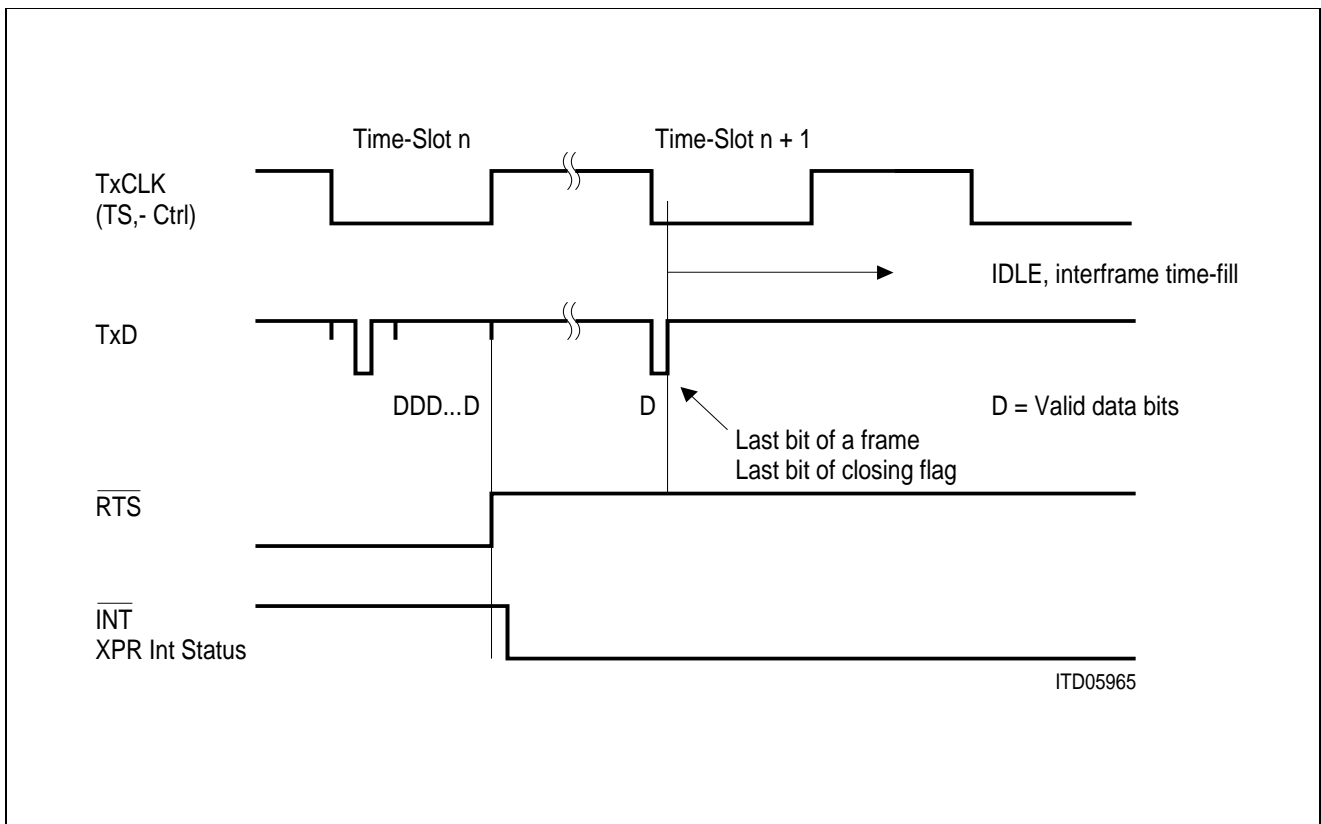 Time-Slot n
Time-Slot n + 1
TxCLK
(TS,- Ctrl)
IDLE, interframe time-fill
TxD
DDD...D
D
D = Valid data bits
Last bit of a frame
Last bit of closing flag
RTS
INT
XPR Int Status
ITD05965